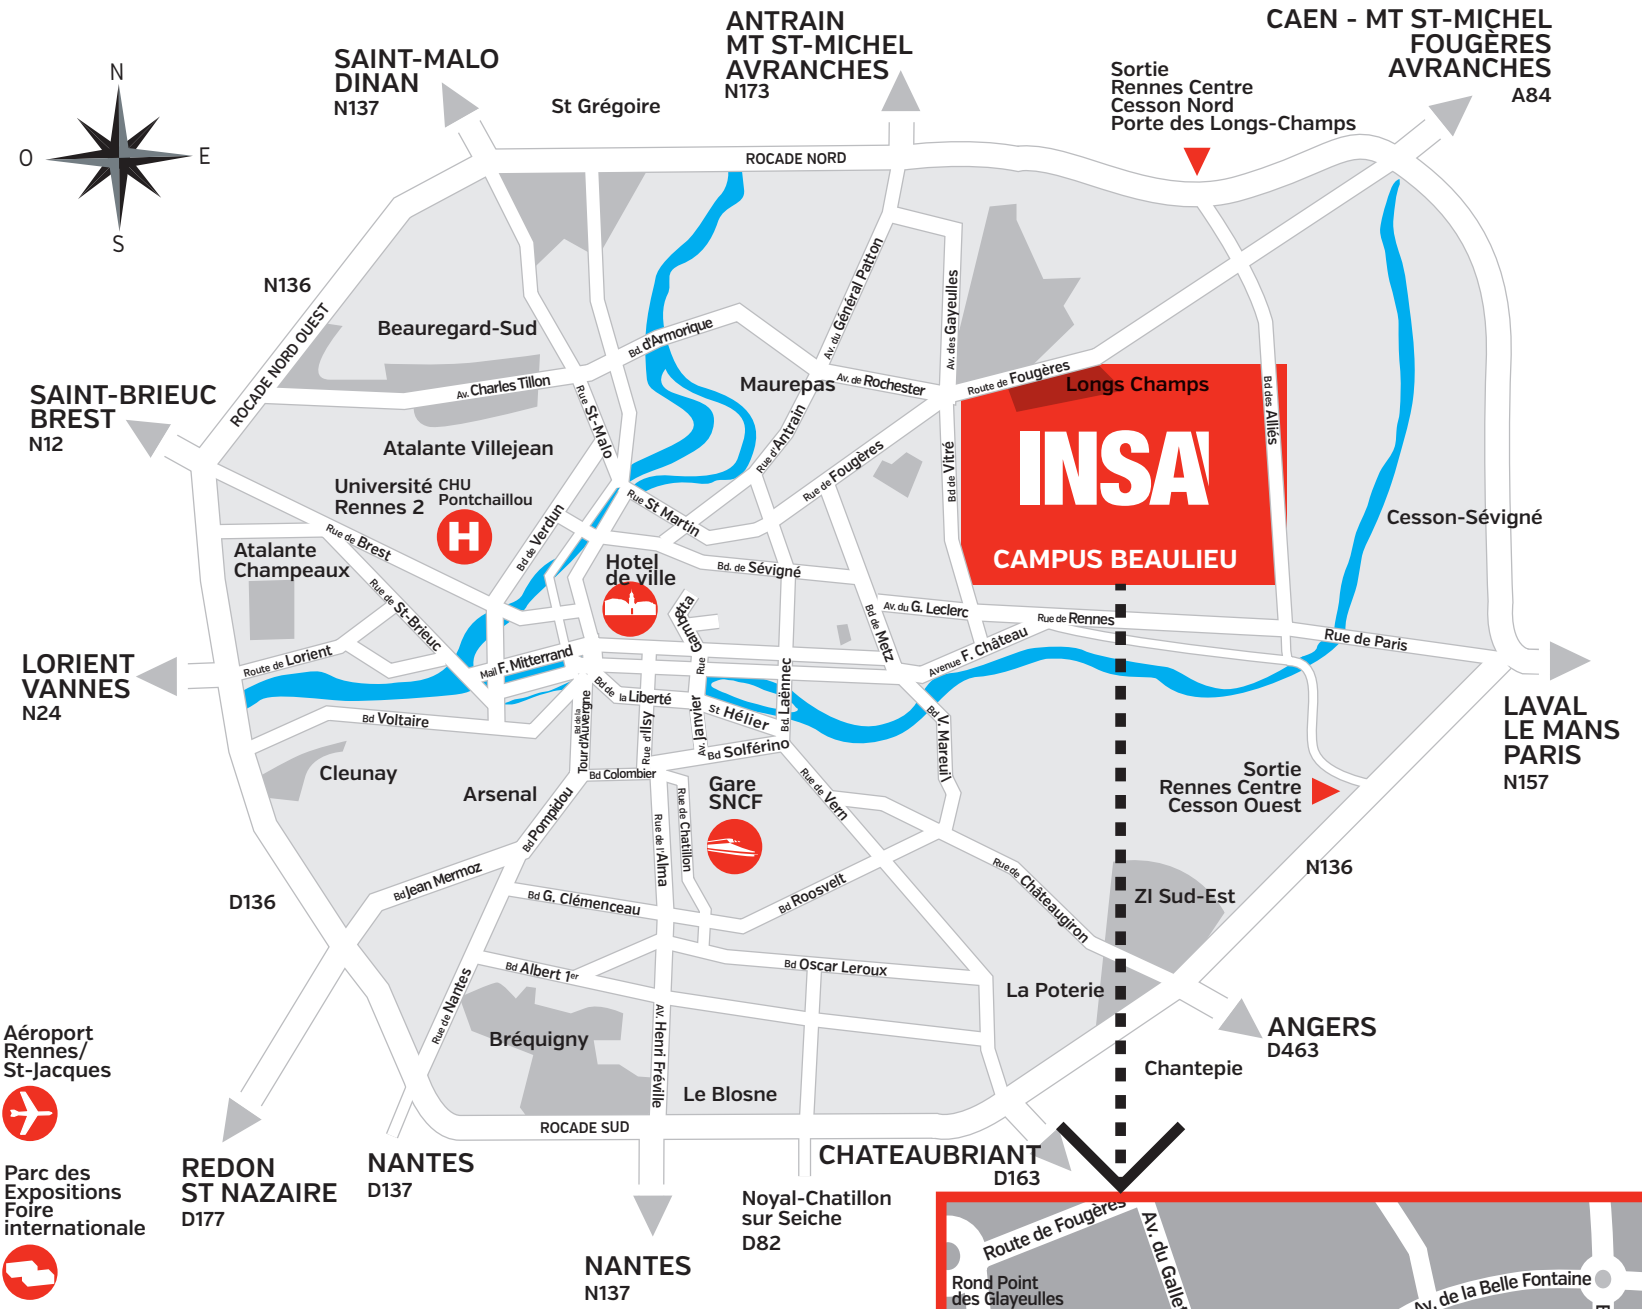 ANTRAIN
MT ST-MICHEL
AVRANCHES
N173
CAEN - MT ST-MICHEL
FOUGÈRES
AVRANCHES
A84
SAINT-MALO
DINAN
N137
St Grégoire
Sortie
Rennes Centre
Cesson Nord
Porte des Longs-Champs
N
O
E
S
ROCADE NORD
N136
ROCADE NORD OUEST
Beauregard-Sud
Bd. d'Armorique
Av. du Général Patton
Av. des Gayeulles
Av. Charles Tillon
Maurepas
Av. de Rochester
Route de Fougères
Longs Champs
Bd des Alliés
SAINT-BRIEUC
BREST
N12
Rue St-Malo
Rue d'Antrain
Rue de Fougères
Bd de Vitré
INSA
CAMPUS BEAULIEU
Atalante Villejean
Université
Rennes 2
CHU
Pontchaillou
H
Rue St Martin
Cesson-Sévigné
Rue de Brest
Bd de Verdun
Atalante
Champeaux
Hotel
de ville
Bd. de Sévigné
Rue de St-Brieuc
Rue Gambetta
Bd de Metz
Av. du G. Leclerc
Rue de Rennes
Rue de Paris
Avenue F. Château
LORIENT
VANNES
N24
Route de Lorient
Mail F. Mitterrand
Bd de la Liberté
Bd. Laënnec
Bd Voltaire
Bd de la
Tour d'Auvergne
Rue d'Ilsy
Av. Janvier
St Hélier
Bd Solférino
Bd V. Mareuil
LAVAL
LE MANS
PARIS
N157
Cleunay
Arsenal
Bd Colombier
Gare
SNCF
Rue de Vern
Sortie
Rennes Centre
Cesson Ouest
Bd Pompidou
Rue de l'Alma
Rue de Chatillon
N136
Bd Jean Mermoz
D136
Bd G. Clémenceau
Bd Roosvelt
Rue de Châteaugiron
ZI Sud-Est
Bd Albert 1er
Bd Oscar Leroux
La Poterie
Rue de Nantes
Bréquigny
AV. Henri Fréville
Le Blosne
ANGERS
D463
Chantepie
Aéroport
Rennes/
St-Jacques
ROCADE SUD
Parc des
Expositions
Foire
internationale
REDON
ST NAZAIRE
D177
NANTES
D137
CHATEAUBRIANT
D163
Noyal-Chatillon
sur Seiche
D82
NANTES
N137
Route de Fougères
Rond Point
des Glayeulles
Av. de la Belle Fontaine